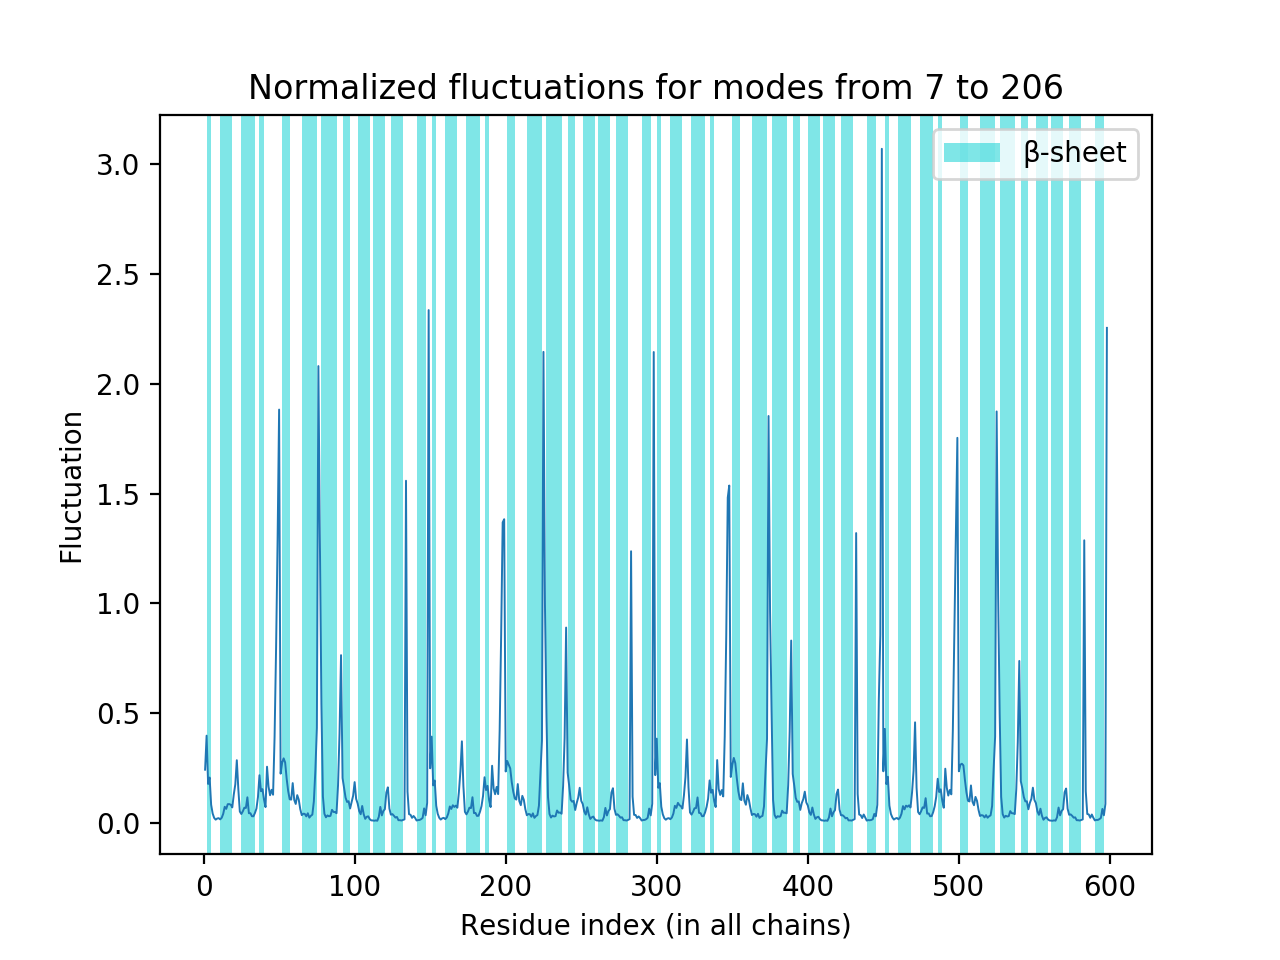 Normalized fluctuations for modes from 7 to 206
β-sheet
3.0
2.5
2.0
1.5
1.0
0.5
0.0
Fluctuation
0 100 200 300 400 500 600
Residue index (in all chains)